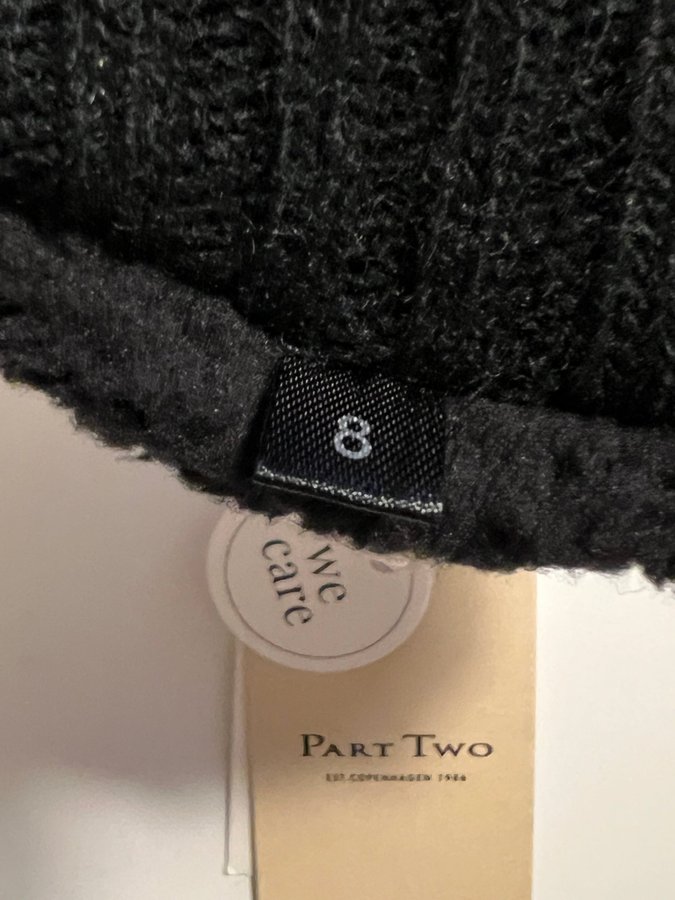 8
we
care
PART TWO
EST. COPENHAGEN 1986